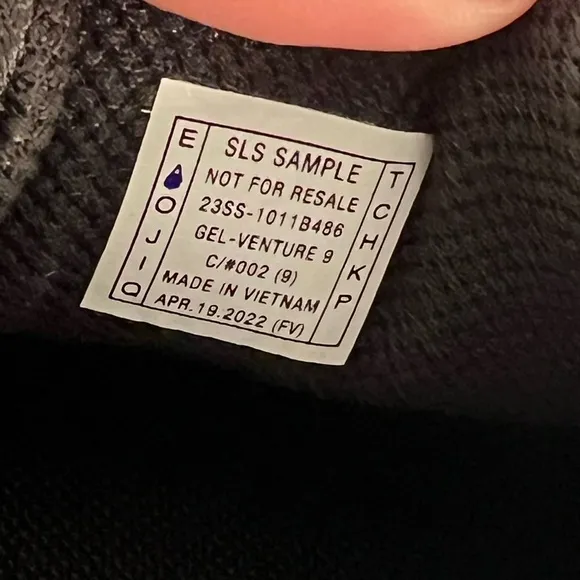 SLS SAMPLE
NOT FOR RESALE
23SS-1011B486
GEL-VENTURE 9
C/#002 (9)
MADE IN VIETNAM
APR.19.2022 (FV)
E
O
J
I
Q
T
C
H
K
P